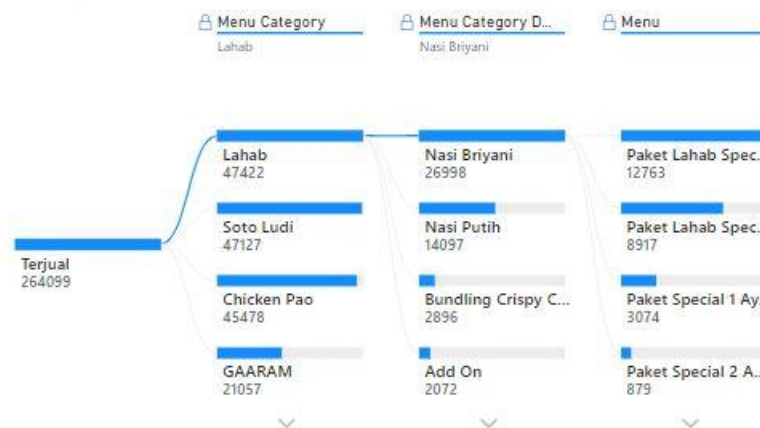 Menu Category
Menu Category D...
Menu
Lahab
Nasi Briyani
Terjual
264099
Lahab
47422
Soto Ludi
47127
Chicken Pao
45478
GAARAM
21057
Nasi Briyani
26998
Nasi Putih
14097
Bundling Crispy C...
2896
Add On
2072
Paket Lahab Spec.
12763
Paket Lahab Spec.
8917
Paket Special 1 Ay
3074
Paket Special 2 A..
879